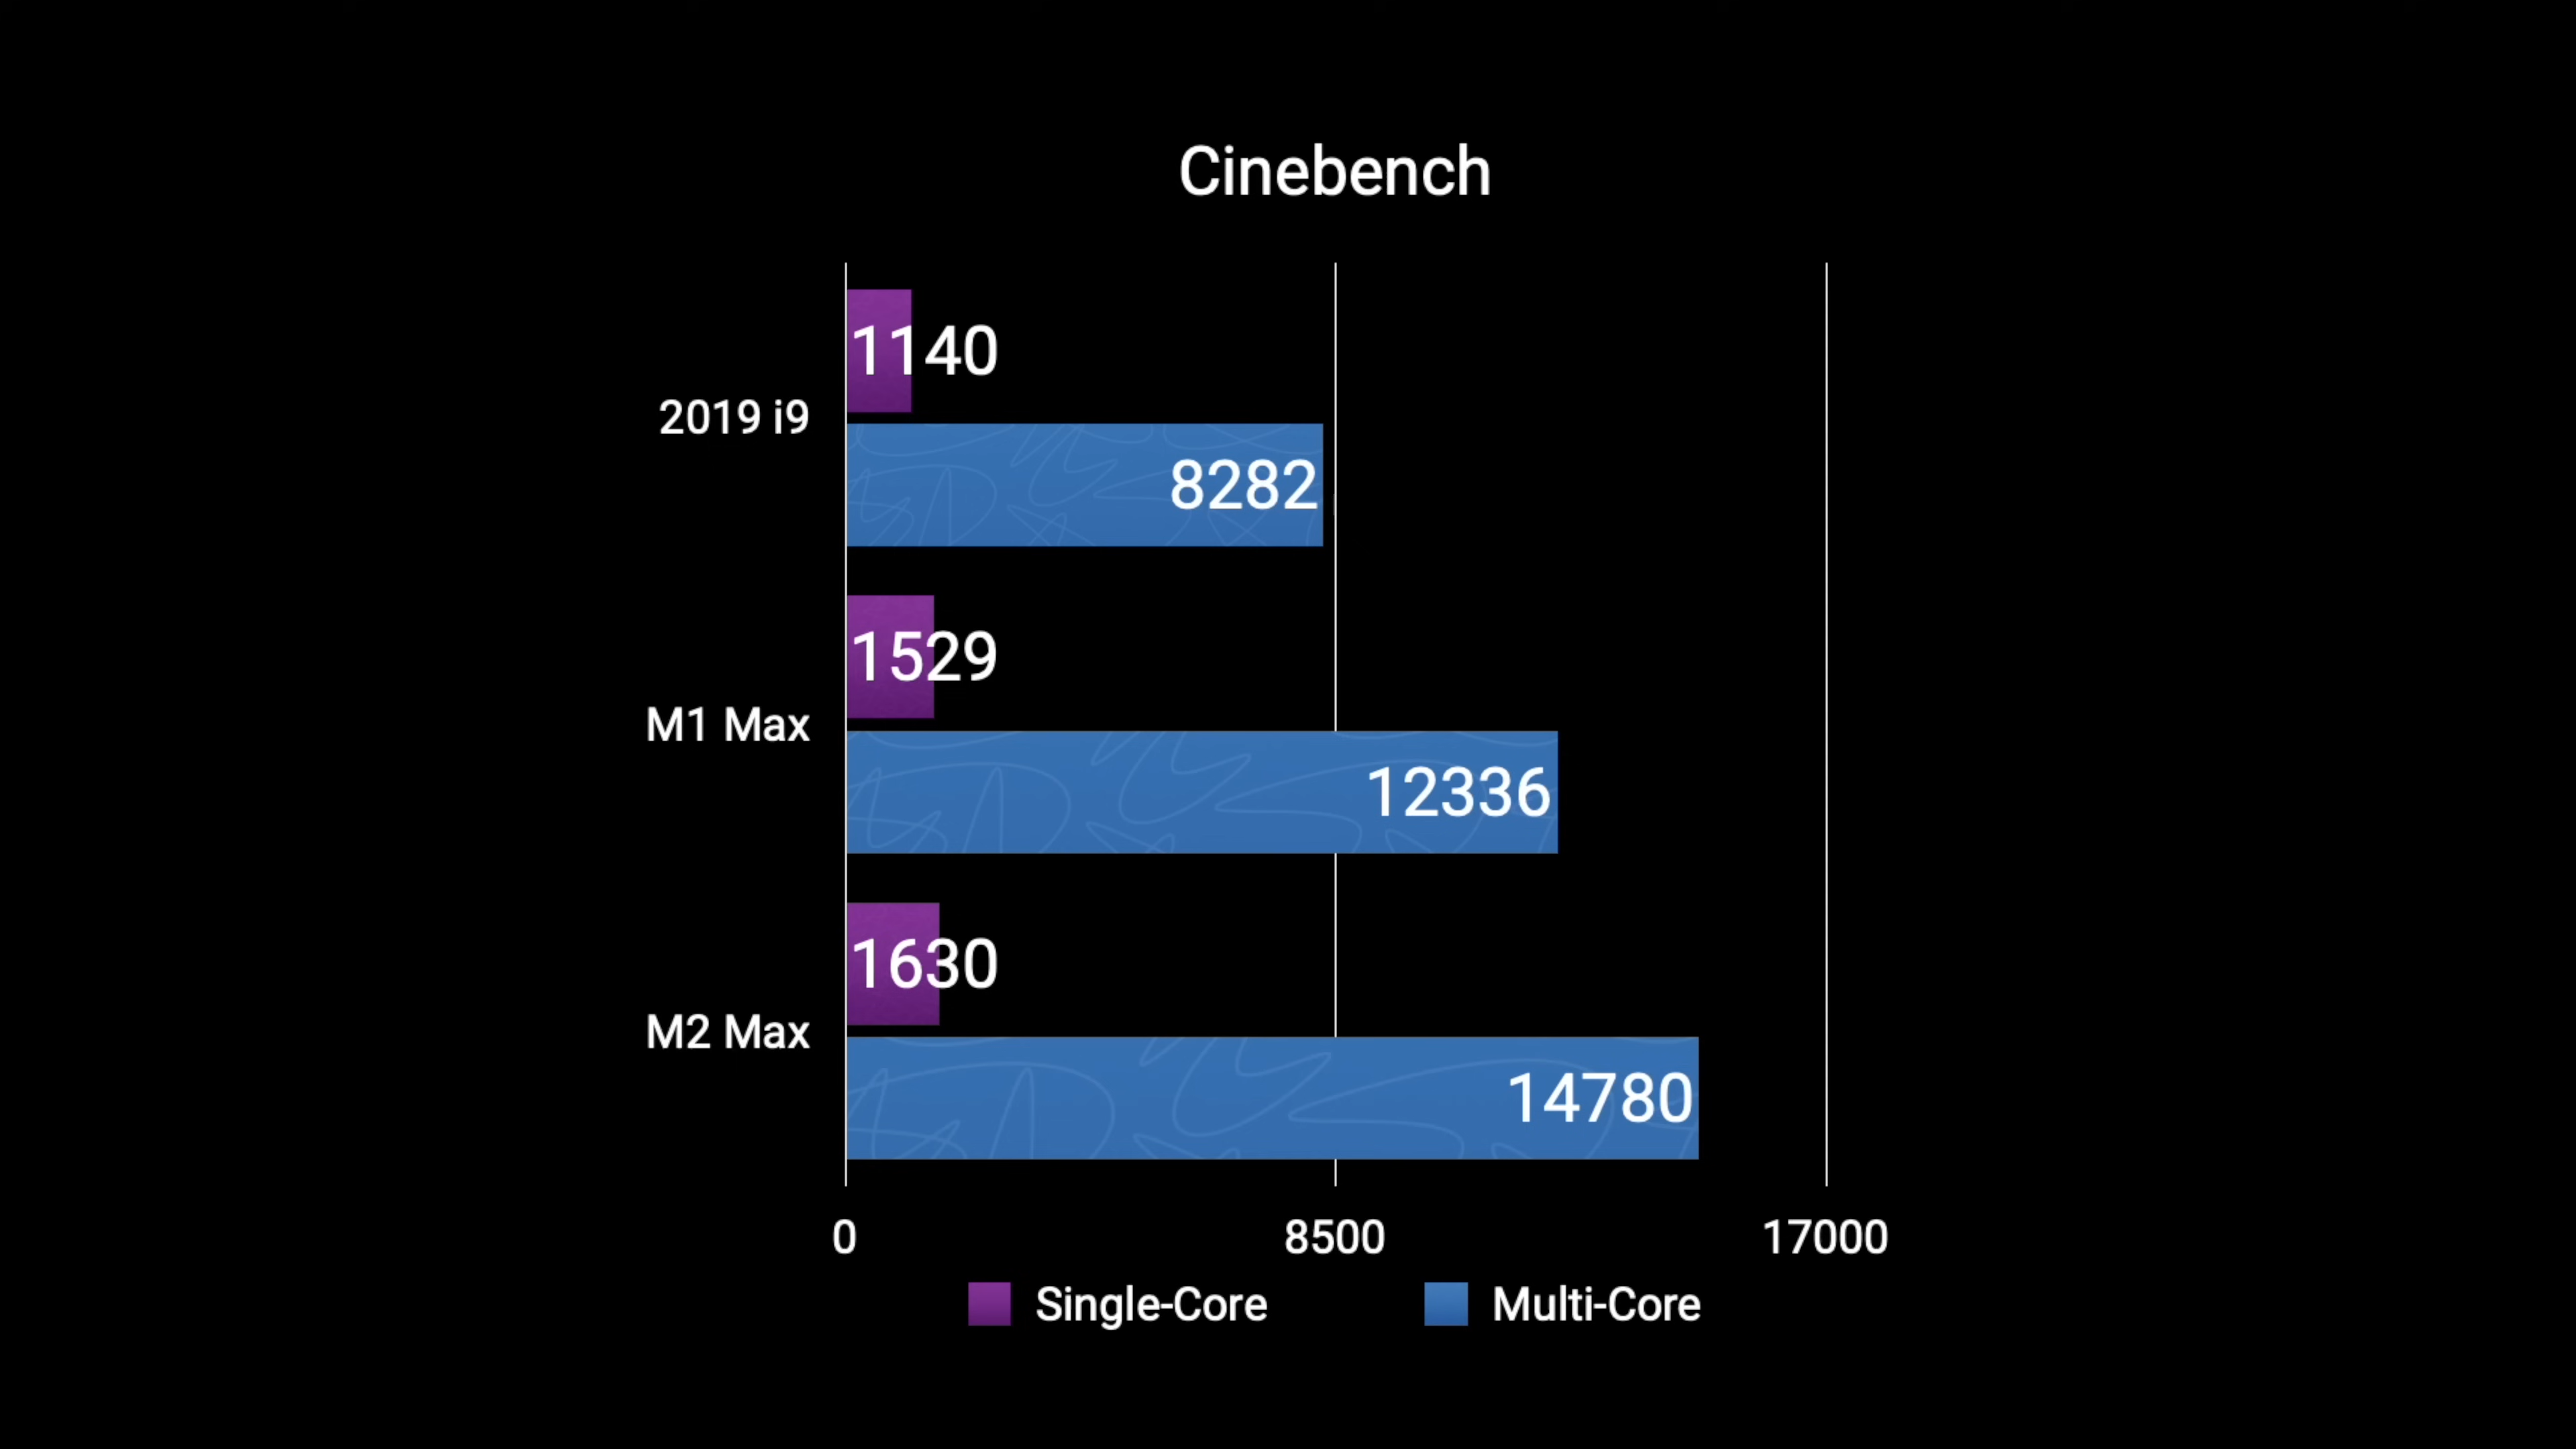 Cinebench
1140
2019 i9
8282
1529
M1 Max
12336
1630
M2 Max
14780
0 8500 17000
Single-Core Multi-Core